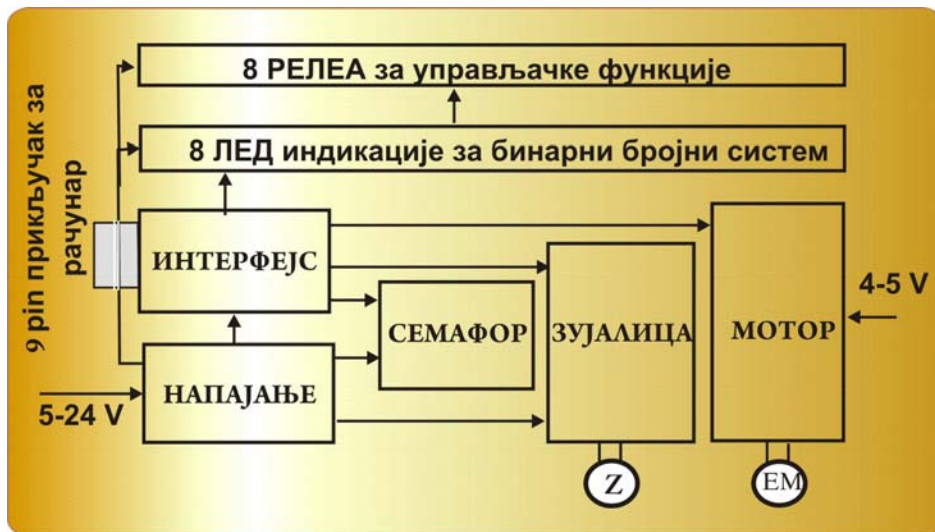 8 РЕЛЕА за управљачке функције
8 ЛЕД индикације за бинарни бројни систем
9 pin прикључак за
рачунар
ИНТЕРФЕЈС
СЕМАФОР
ЗУЈАЛИЦА
МОТОР
4-5 V
НАПАЈАЊЕ
5-24 V
Z
EM